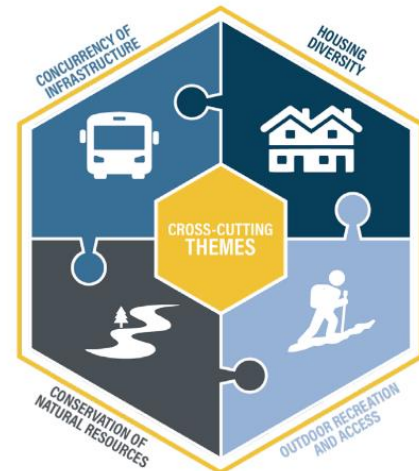 CONCURRENCY OF
INFRASTRUCTURE
HOUSING
DIVERSITY
CROSS-CUTTING
THEMES
CONSERVATION OF
NATURAL RESOURCES
OUTDOOR RECREATION
AND ACCESS